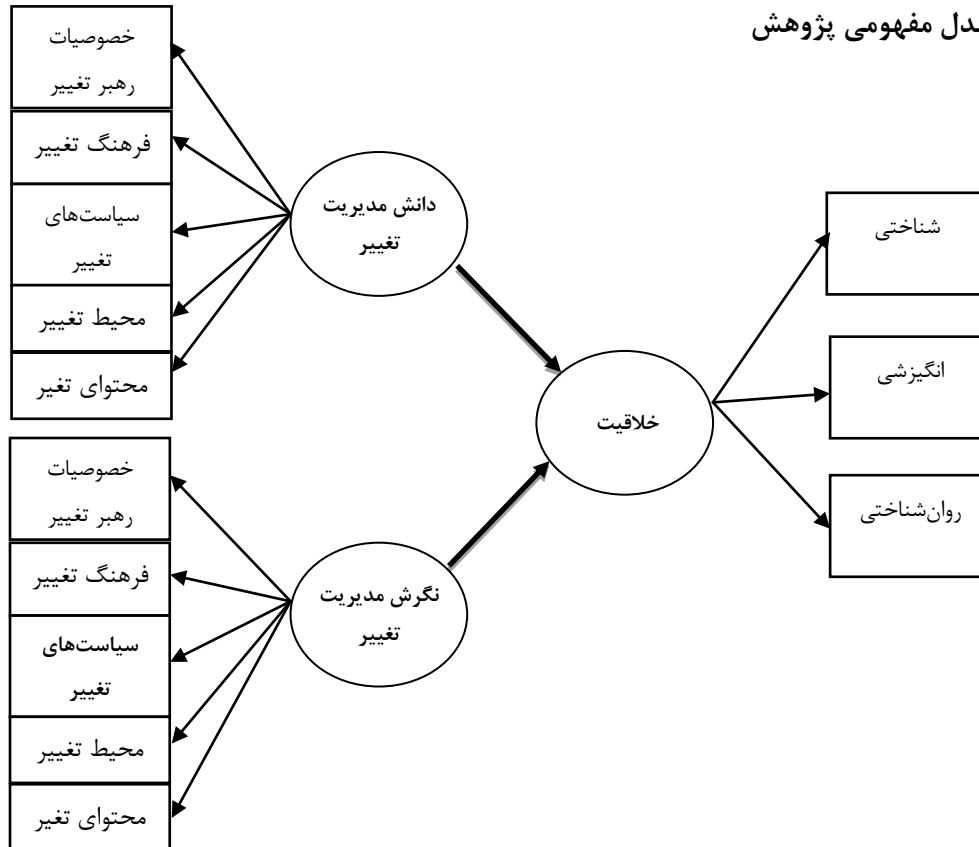 مدل مفهومی پژوهش
خصوصیات
رهبر تغییر
فرهنگ تغییر
سیاست‌های
تغییر
محیط تغییر
محتوای تغیر
دانش مدیریت
تغییر
شناختی
انگیزشی
روان‌شناختی
خلاقیت
خصوصیات
رهبر تغییر
فرهنگ تغییر
سیاست‌های
تغییر
محیط تغییر
محتوای تغیر
نگرش مدیریت
تغییر